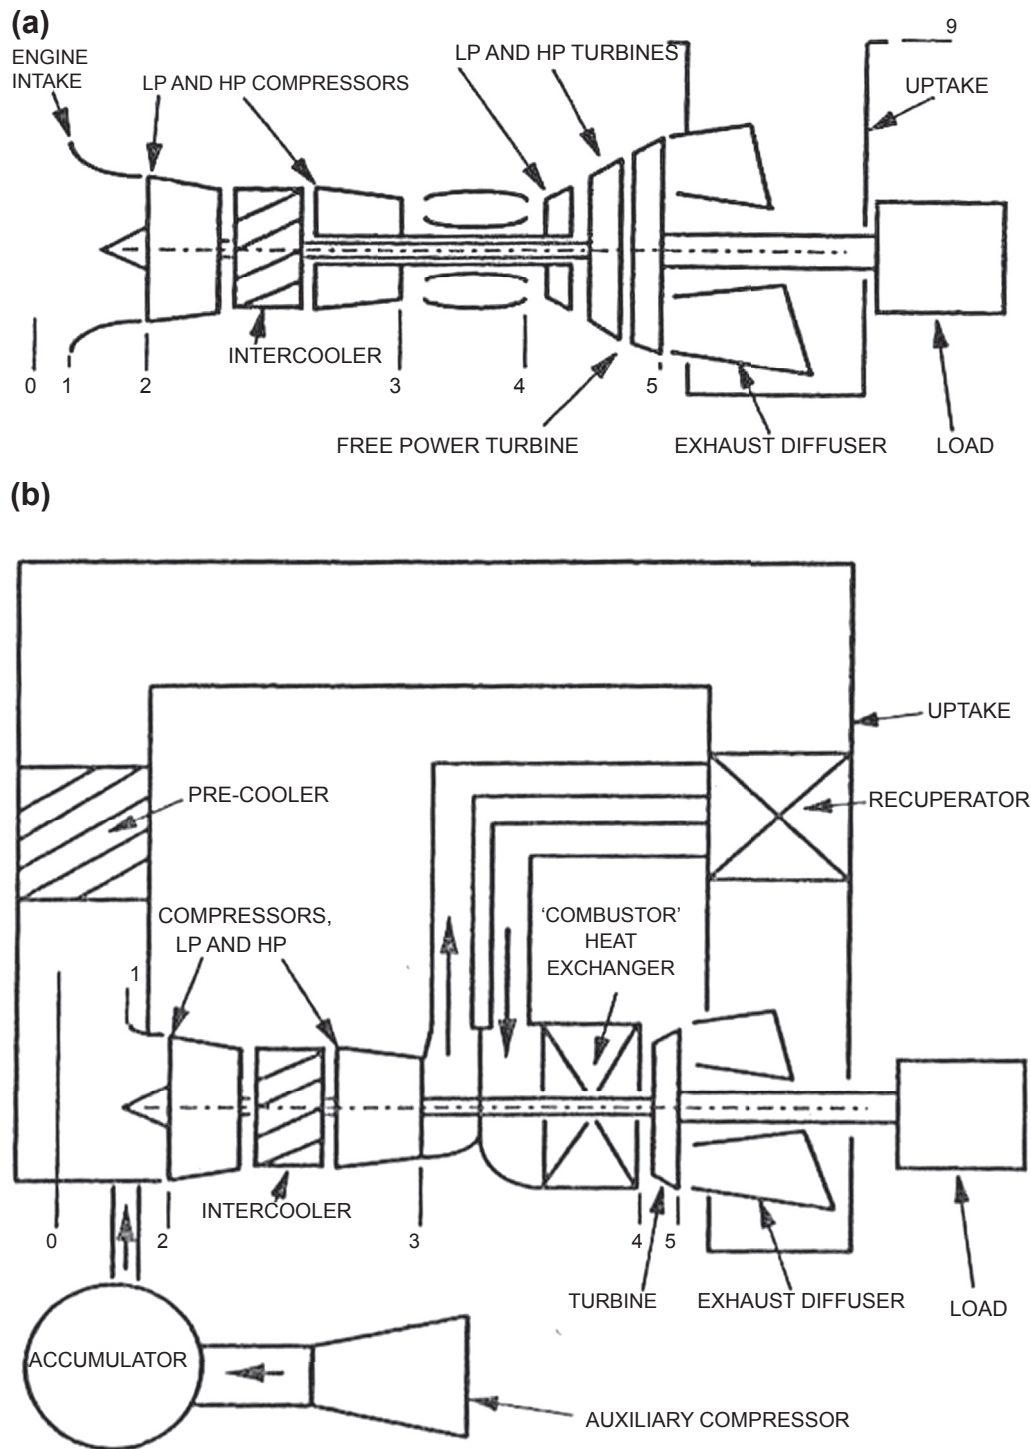 (a)
9
ENGINE
INTAKE
LP AND HP COMPRESSORS
LP AND HP TURBINES
UPTAKE
INTERCOOLER
0
1
2
3
4
5
FREE POWER TURBINE
EXHAUST DIFFUSER
LOAD
(b)
UPTAKE
PRE-COOLER
RECUPERATOR
COMPRESSORS,
LP AND HP
'COMBUSTOR'
HEAT
EXCHANGER
1
INTERCOOLER
0
2
3
4
5
TURBINE
EXHAUST DIFFUSER
LOAD
ACCUMULATOR
AUXILIARY COMPRESSOR